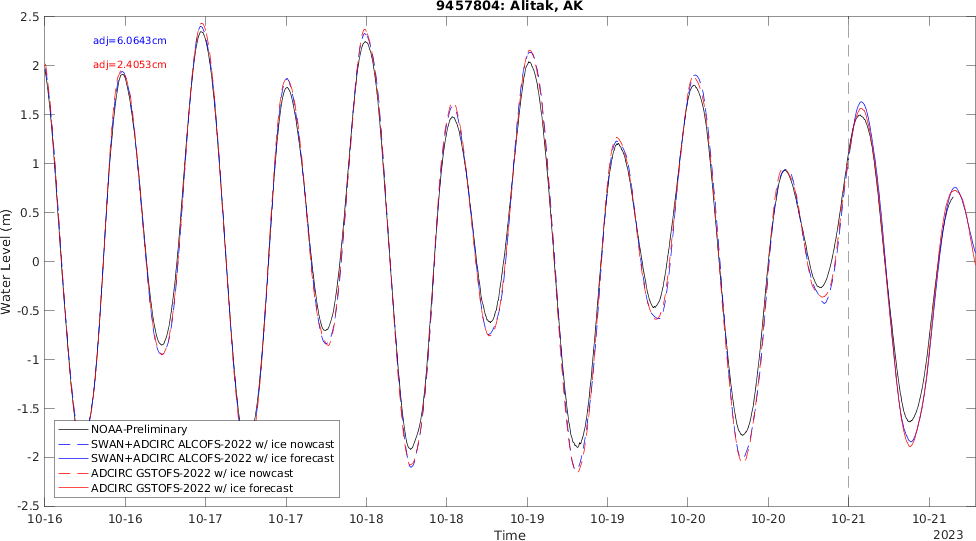 9457804: Alitak, AK
adj=6.0643cm
adj=2.4053cm
2.5
2
1.5
1
0.5
0
-0.5
-1
-1.5
-2
-2.5
Water Level (m)
NOAA-Preliminary
SWAN+ADCIRC ALCOFS-2022 w/ ice nowcast
SWAN+ADCIRC ALCOFS-2022 w/ ice forecast
ADCIRC GSTOFS-2022 w/ ice nowcast
ADCIRC GSTOFS-2022 w/ ice forecast
10-16 10-16 10-17 10-17 10-18 10-18 10-19 10-19 10-20 10-20 10-21 10-21
Time
2023